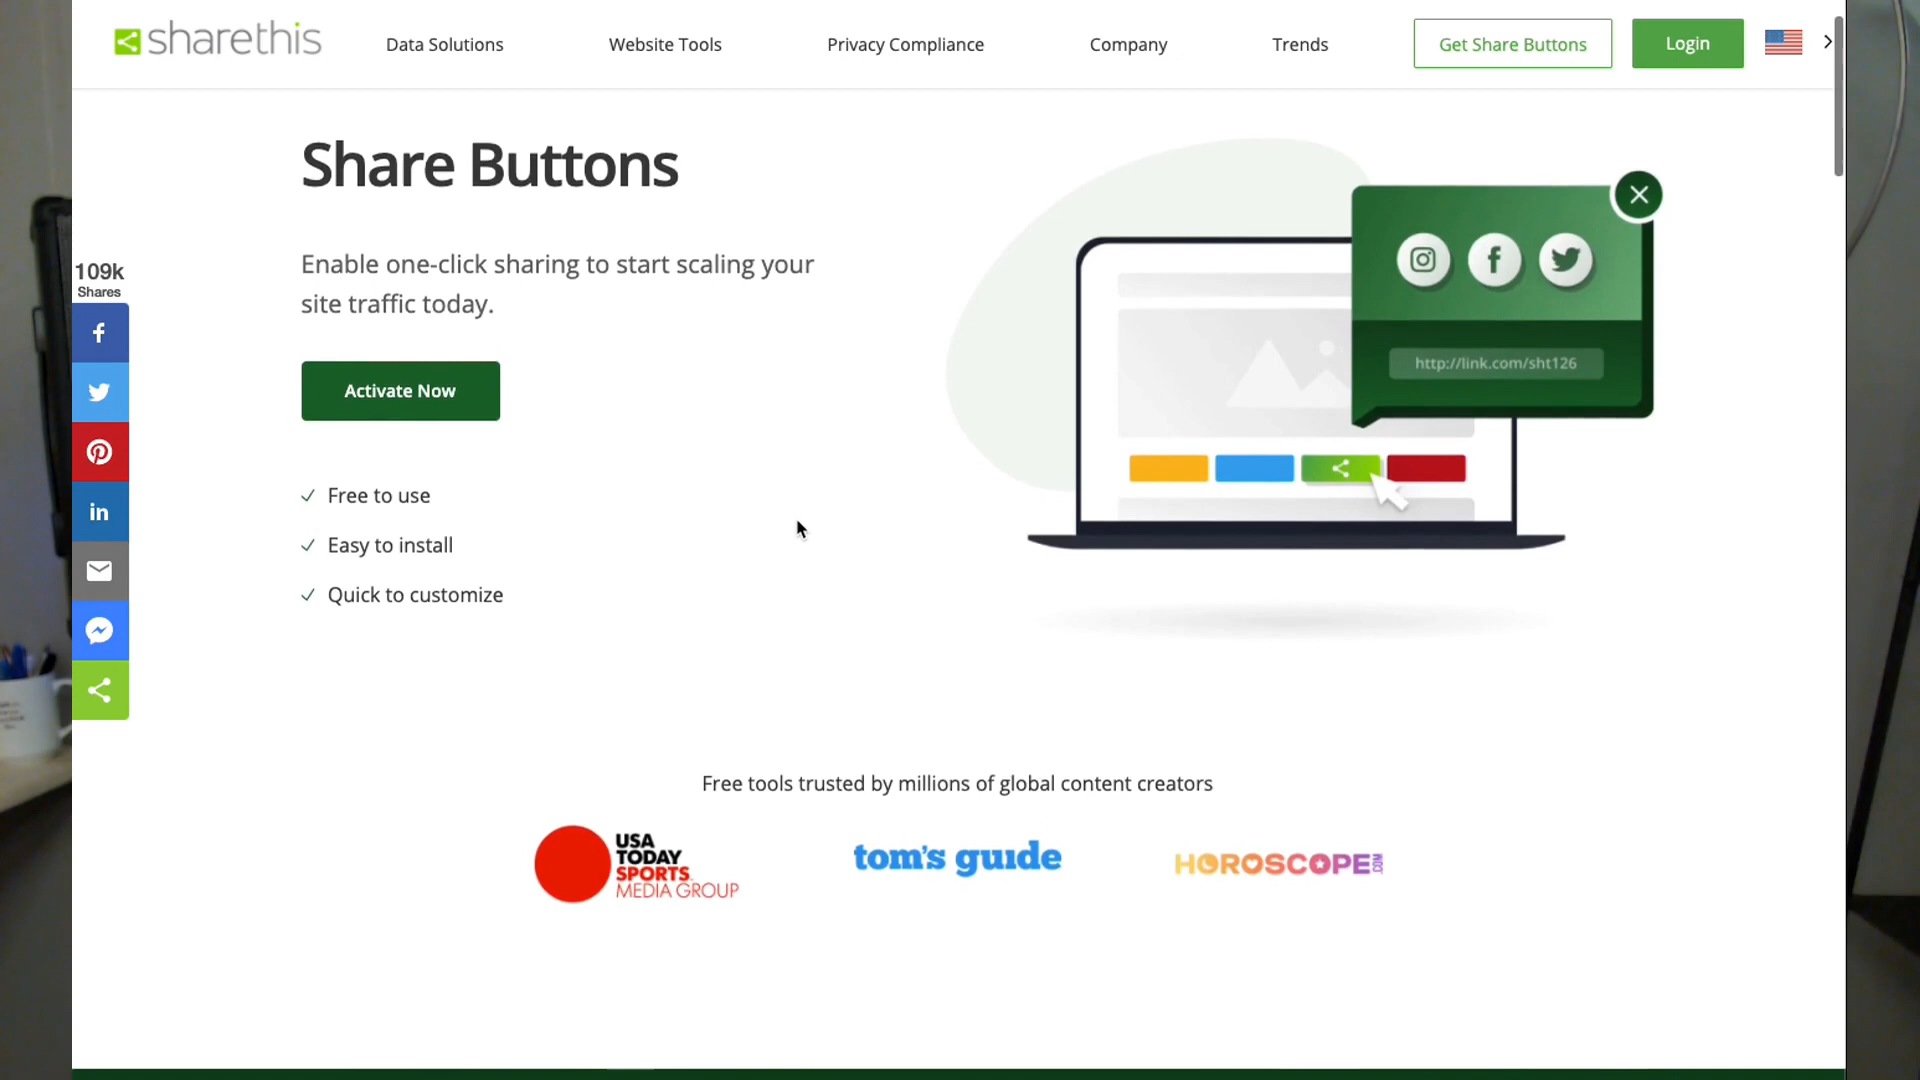 sharethis
Data Solutions
Website Tools
Privacy Compliance
Company
Trends
Get Share Buttons
Login
Share Buttons
Enable one-click sharing to start scaling your
site traffic today.
Activate Now
Free to use
Easy to install
Quick to customize
109k
Shares
http://link.com/sht126
Free tools trusted by millions of global content creators
USA
TODAY
SPORTS
MEDIA GROUP
tom's guide
HOROSCOPE.COM